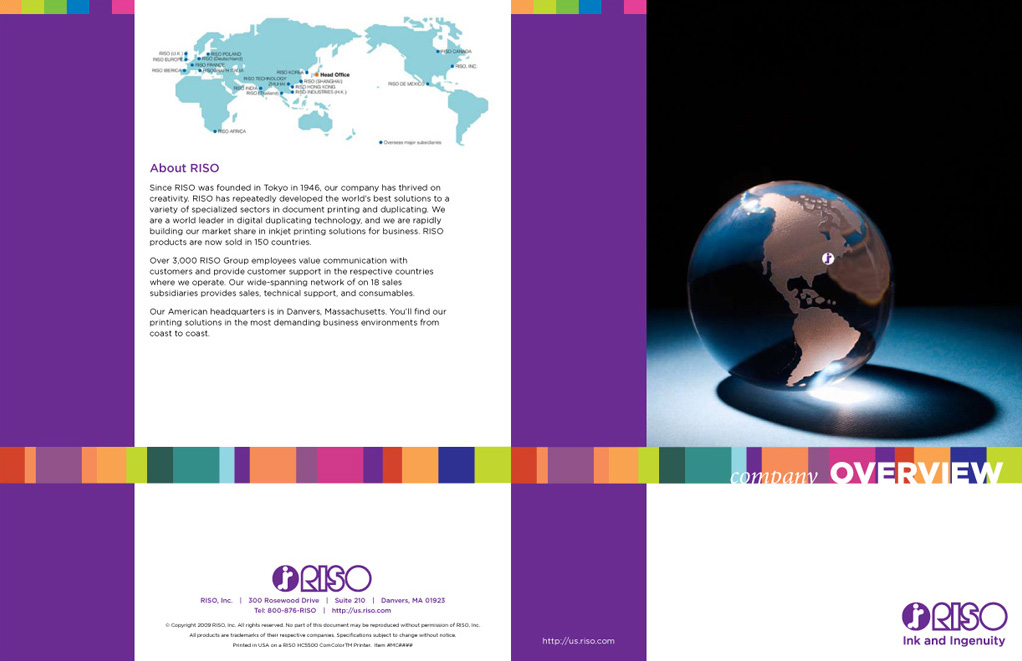 RISO (U.K.)
RISO POLAND
RISO (Deutschland)
RISO EUROPE
RISO FRANCE
RISO IBERICA
RISO KOREA
Head Office
RISO TECHNOLOGY
ZHUHAI
RISO (SHANGHAI)
RISO HONG KONG
RISO INDIA
RISO INDUSTRIES (H.K.)
RISO AFRICA
RISO CANADA
RISO, INC.
RISO DE MEXICO
Overseas major subsidiaries
About RISO
Since RISO was founded in Tokyo in 1946, our company has thrived on
creativity. RISO has repeatedly developed the world's best solutions to a
variety of specialized sectors in document printing and duplicating. We
are a world leader in digital duplicating technology, and we are rapidly
building our market share in inkjet printing solutions for business. RISO
products are now sold in 150 countries.
Over 3,000 RISO Group employees value communication with
customers and provide customer support in the respective countries
where we operate. Our wide-spanning network of on 18 sales
subsidiaries provides sales, technical support, and consumables.
Our American headquarters is in Danvers, Massachusetts. You'll find our
printing solutions in the most demanding business environments from
coast to coast.
RISO
RISO, Inc. | 300 Rosewood Drive | Suite 210 | Danvers, MA 01923
Tel: 800-876-RISO | http://us.riso.com
© Copyright 2009 RISO, Inc. All rights reserved. No part of this document may be reproduced without permission of RISO, Inc.
All products are trademarks of their respective companies. Specifications subject to change without notice.
Printed in USA on a RISO HC5500 ComColorTM Printer. Item #MC####
company OVERVIEW
http://us.riso.com
RISO
Ink and Ingenuity